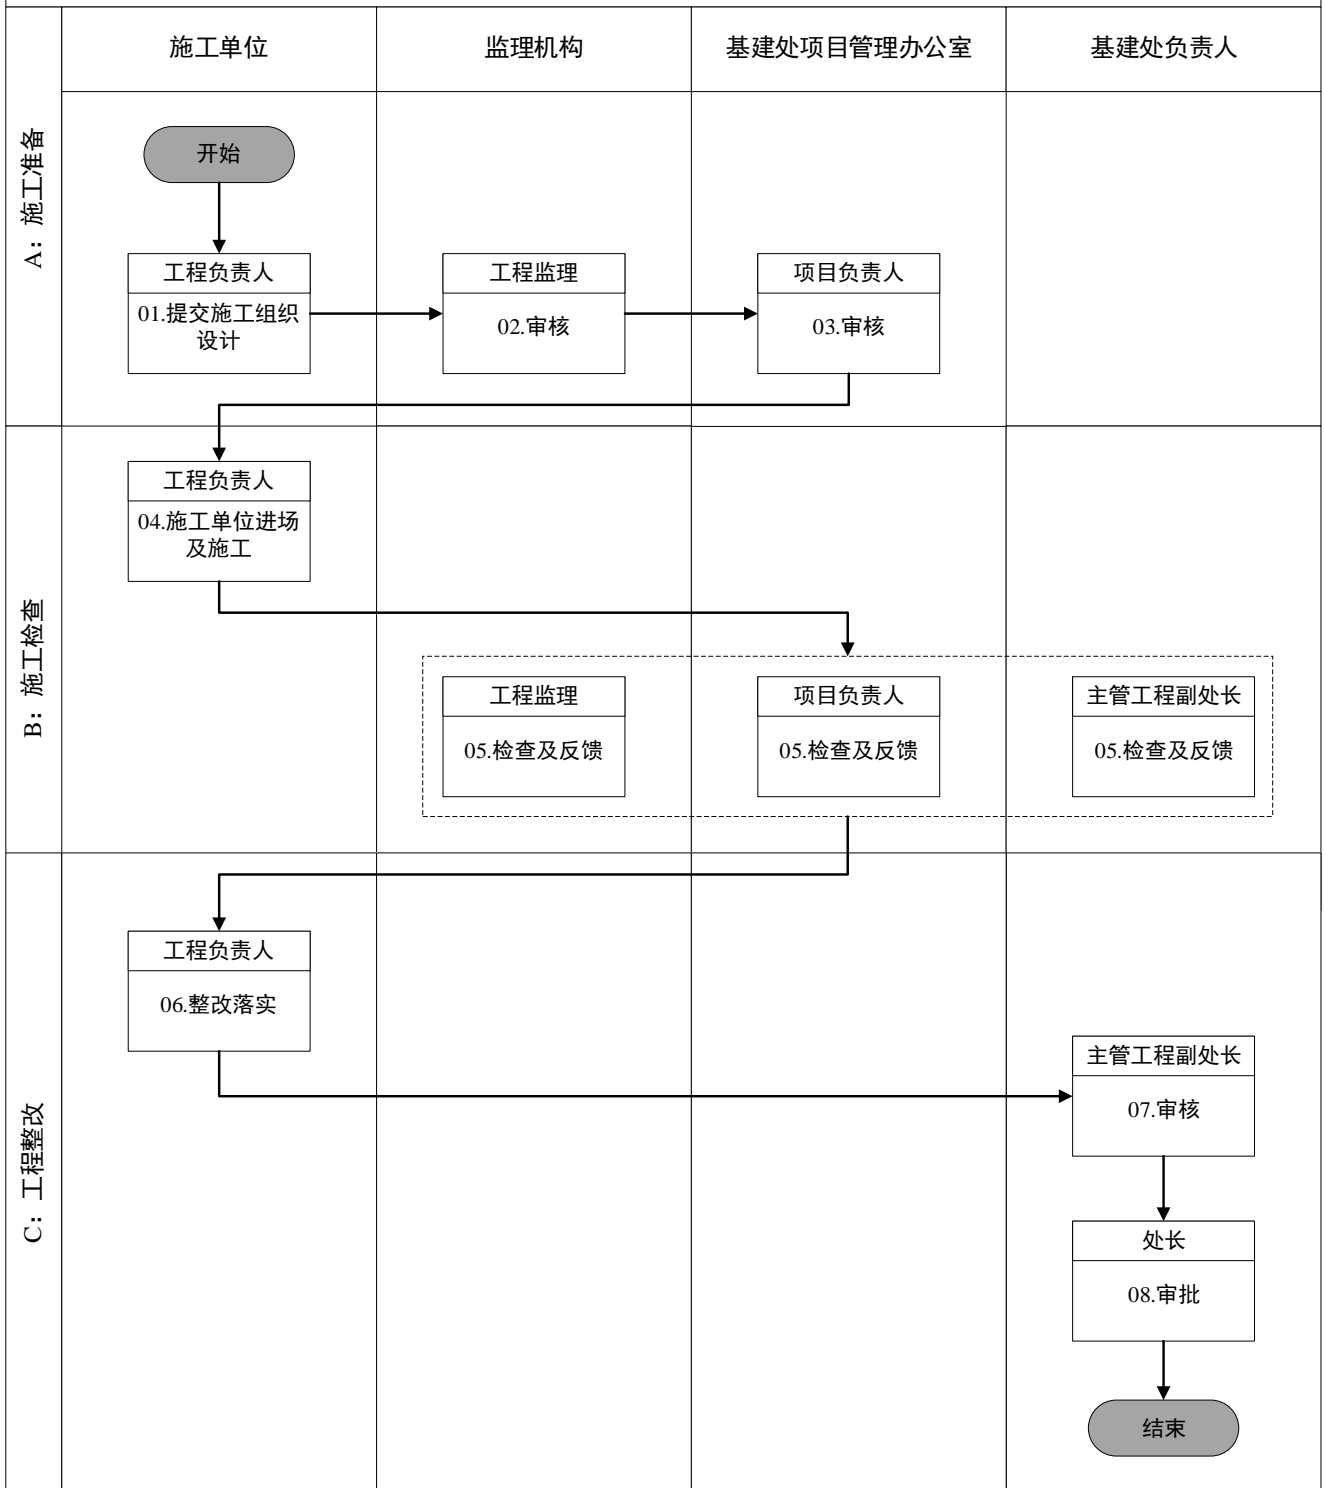 施工单位
监理机构
基建处项目管理办公室
基建处负责人
A：施工准备
开始
工程负责人
01.提交施工组织
设计
工程监理
02.审核
项目负责人
03.审核
B：施工检查
工程负责人
04.施工单位进场
及施工
工程监理
05.检查及反馈
项目负责人
05.检查及反馈
主管工程副处长
05.检查及反馈
C：工程整改
工程负责人
06.整改落实
主管工程副处长
07.审核
处长
08.审批
结束